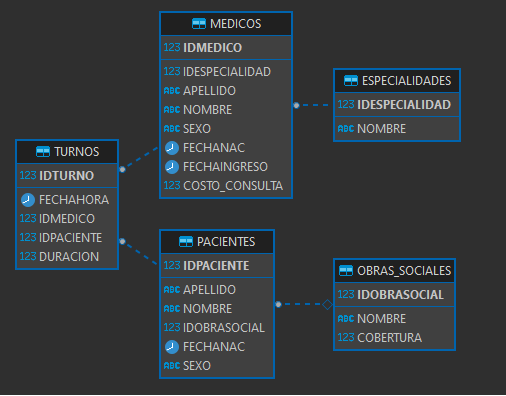 MEDICOS
123 IDMEDICO
123 IDESPECIALIDAD
ABC APELLIDO
ABC NOMBRE
ABC SEXO
FECHANAC
FECHAINGRESO
123 COSTO_CONSULTA
ESPECIALIDADES
123 IDESPECIALIDAD
ABC NOMBRE
TURNOS
123 IDTURNO
FECHAHORA
123 IDMEDICO
123 IDPACIENTE
123 DURACION
PACIENTES
123 IDPACIENTE
ABC APELLIDO
ABC NOMBRE
123 IDOBRASOCIAL
FECHANAC
ABC SEXO
OBRAS_SOCIALES
123 IDOBRASOCIAL
ABC NOMBRE
123 COBERTURA